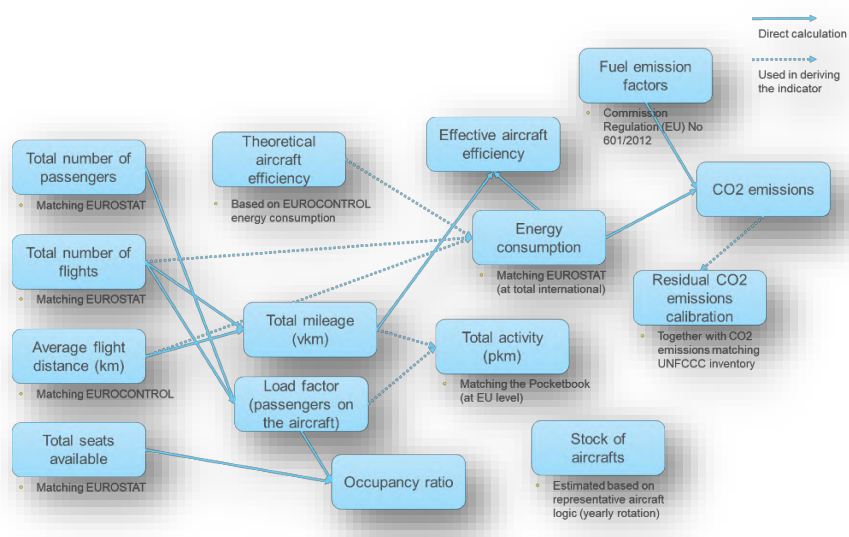 Direct calculation
Used in deriving
the indicator
Fuel emission
factors
Commission
Regulation (EU) No
601/2012
Total number of
passengers
Matching EUROSTAT
Theoretical
aircraft
efficiency
Based on EUROCONTROL
energy consumption
Effective aircraft
efficiency
CO2 emissions
Total number of
flights
Matching EUROSTAT
Energy
consumption
Matching EUROSTAT
(at total international)
Residual CO2
emissions
calibration
Together with CO2
emissions matching
UNFCCC inventory
Average flight
distance (km)
Matching EUROCONTROL
Total mileage
(vkm)
Total activity
(pkm)
Matching the Pocketbook
(at EU level)
Load factor
(passengers on
the aircraft)
Total seats
available
Matching EUROSTAT
Occupancy ratio
Stock of
aircrafts
Estimated based on
representative aircraft
logic (yearly rotation)